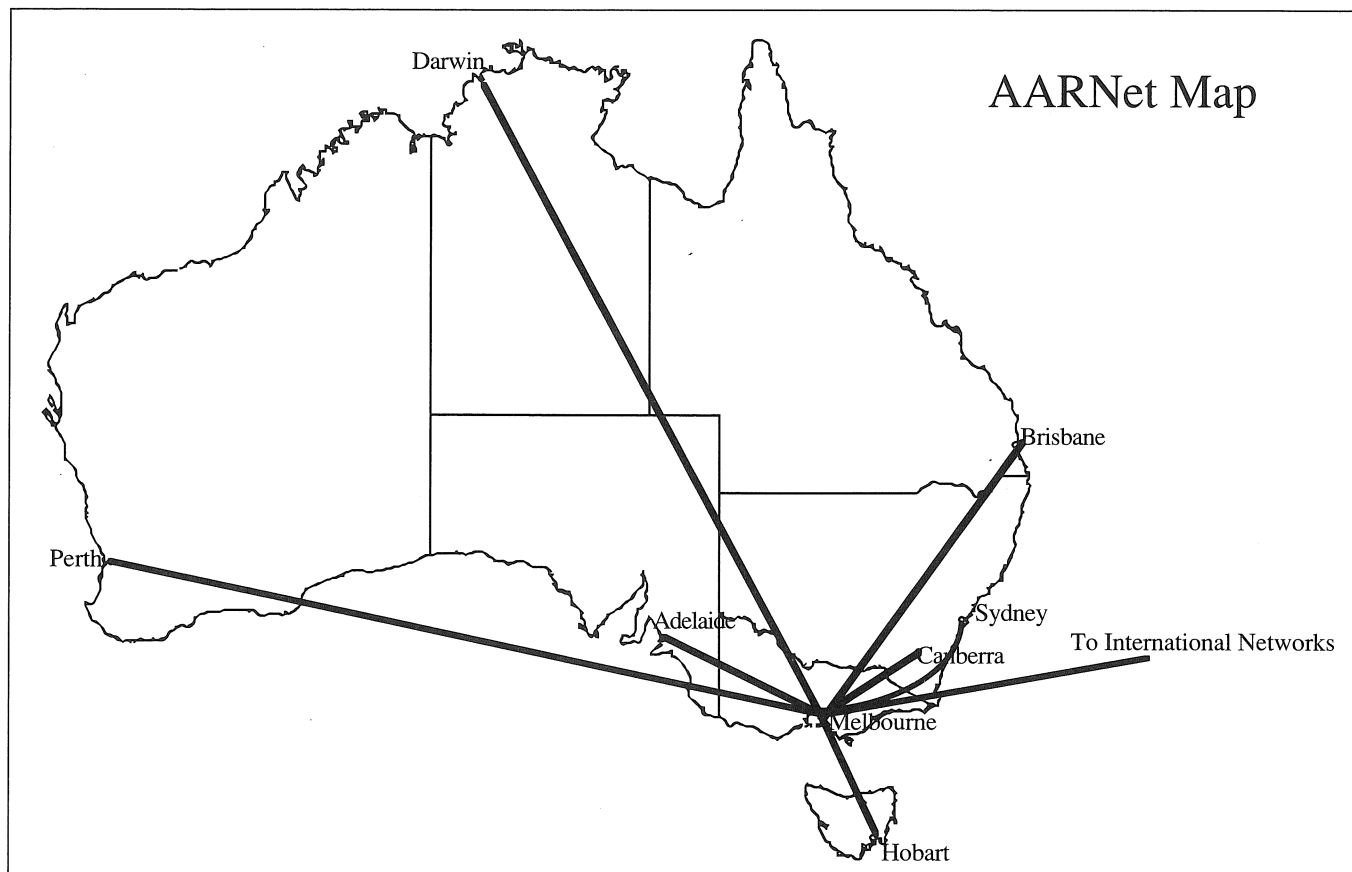 Darwin
AARNet Map
Brisbane
Perth
Adelaide
Sydney
To International Networks
Canberra
Melbourne
Hobart